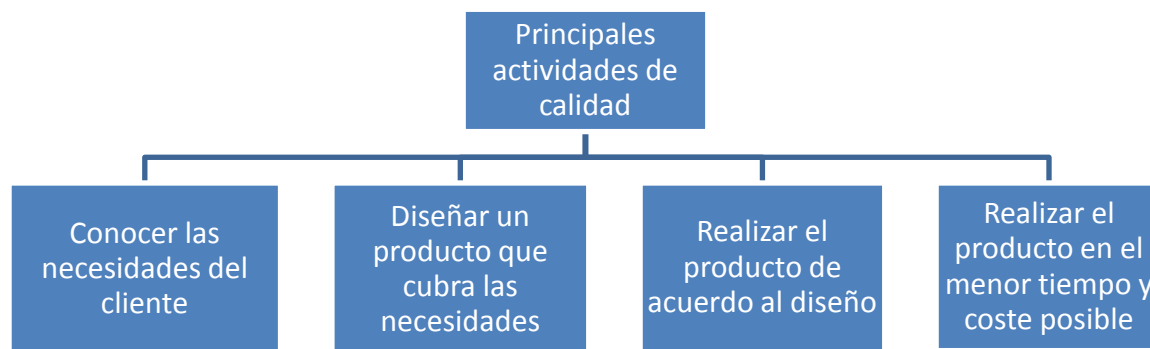 Principales
actividades de
calidad
Conocer las
necesidades del
cliente
Diseñar un
producto que
cubra las
necesidades
Realizar el
producto de
acuerdo al diseño
Realizar el
producto en el
menor tiempo y
coste posible